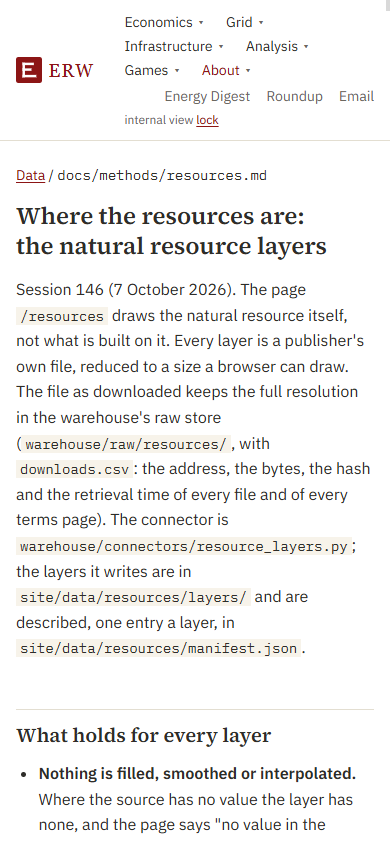 Economics ▾ Grid ▾
Infrastructure ▾ Analysis ▾
E ERW
Games ▾ About ▾
Energy Digest Roundup Email
internal view lock
Data / docs/methods/resources.md
Where the resources are:
the natural resource layers
Session 146 (7 October 2026). The page
/resources draws the natural resource itself,
not what is built on it. Every layer is a publisher's
own file, reduced to a size a browser can draw.
The file as downloaded keeps the full resolution
in the warehouse's raw store
(warehouse/raw/resources/, with
downloads.csv: the address, the bytes, the hash
and the retrieval time of every file and of every
terms page). The connector is
warehouse/connectors/resource_layers.py;
the layers it writes are in
site/data/resources/layers/ and are
described, one entry a layer, in
site/data/resources/manifest.json.
What holds for every layer
• Nothing is filled, smoothed or interpolated.
Where the source has no value the layer has
none, and the page says "no value in the